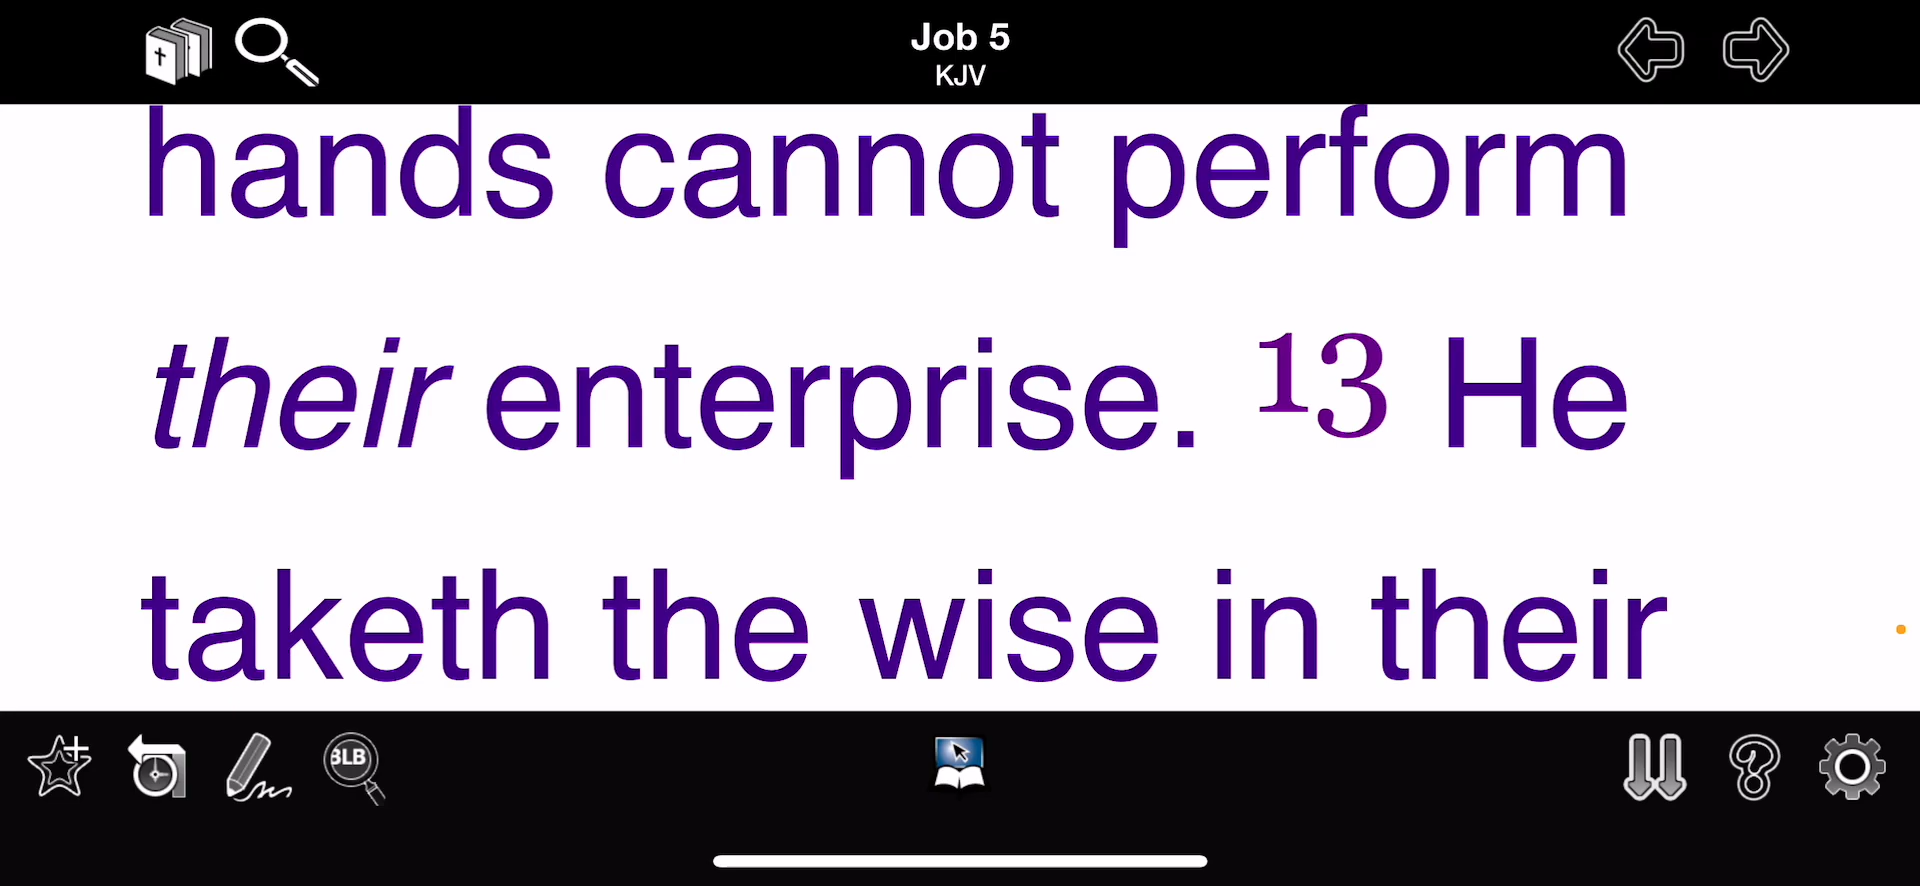 Job 5
KJV
hands cannot perform
their enterprise. 13 He
taketh the wise in their
BLB